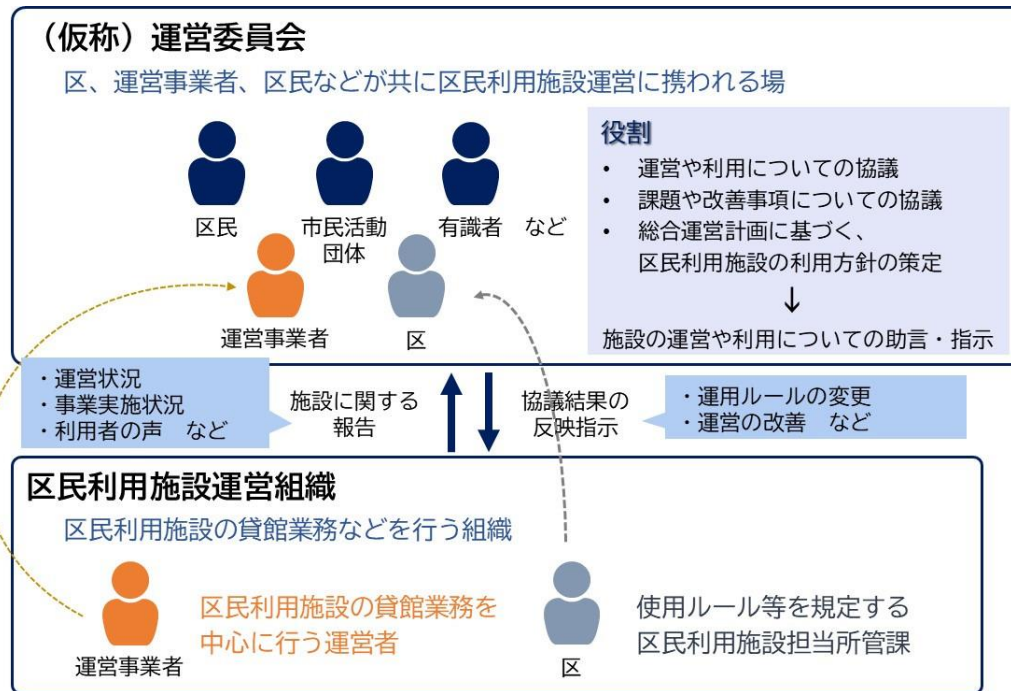 （仮称）運営委員会
区、運営事業者、区民などが共に区民利用施設運営に携われる場
区民
市民活動
団体
有識者　など
運営事業者
区
役割
• 運営や利用についての協議
• 課題や改善事項についての協議
• 総合運営計画に基づく、
区民利用施設の利用方針の策定
↓
施設の運営や利用についての助言・指示
・運営状況
・事業実施状況
・利用者の声　など
施設に関する
報告
協議結果の
反映指示
・運用ルールの変更
・運営の改善　など
区民利用施設運営組織
区民利用施設の貸館業務などを行う組織
運営事業者
区民利用施設の貸館業務を
中心に行う運営者
区
使用ルール等を規定する
区民利用施設担当所管課